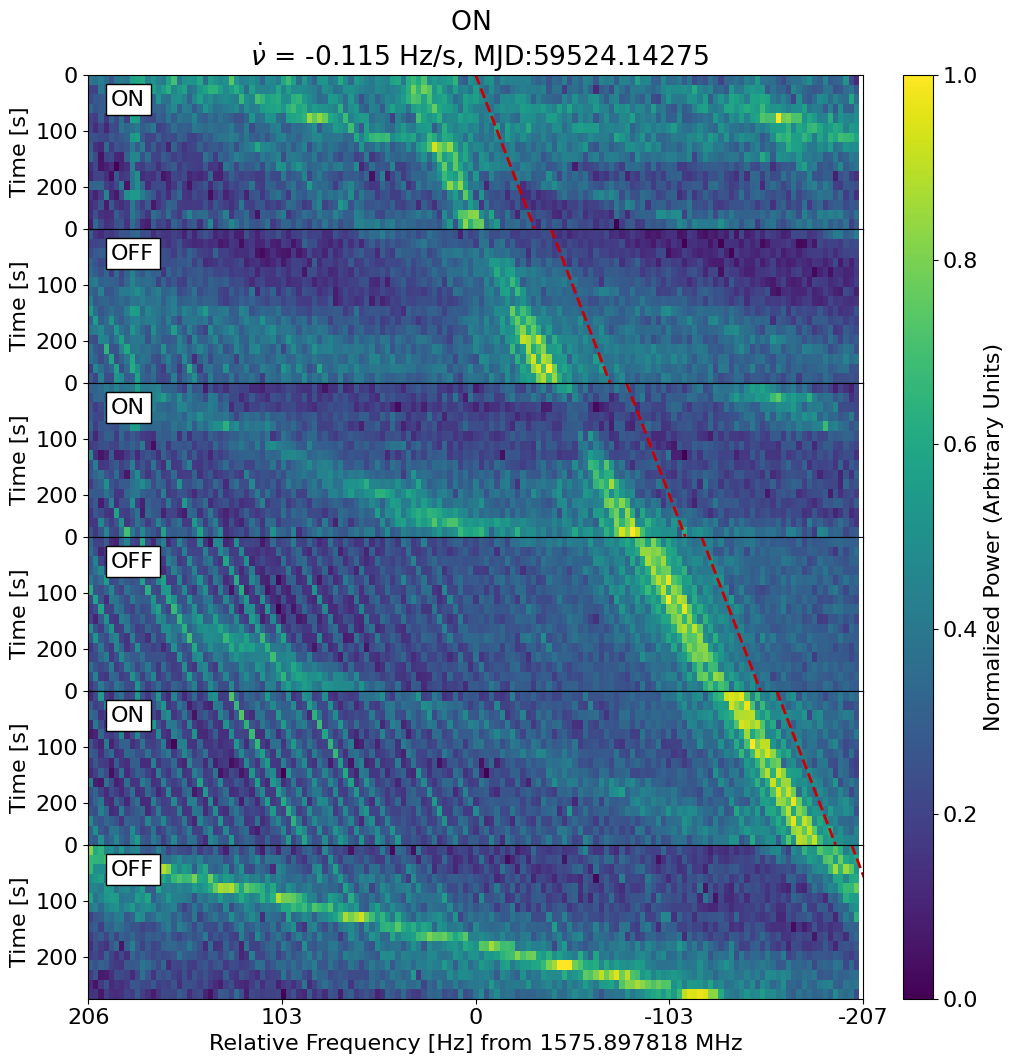 ON
ν̇ = -0.115 Hz/s, MJD:59524.14275
0
ON
100
200
Time [s]
0
OFF
100
200
Time [s]
0
ON
100
200
Time [s]
0
OFF
100
200
Time [s]
0
ON
100
200
Time [s]
0
OFF
100
200
Time [s]
206 103 0 -103 -207
Relative Frequency [Hz] from 1575.897818 MHz
1.0
0.8
0.6
0.4
0.2
0.0
Normalized Power (Arbitrary Units)